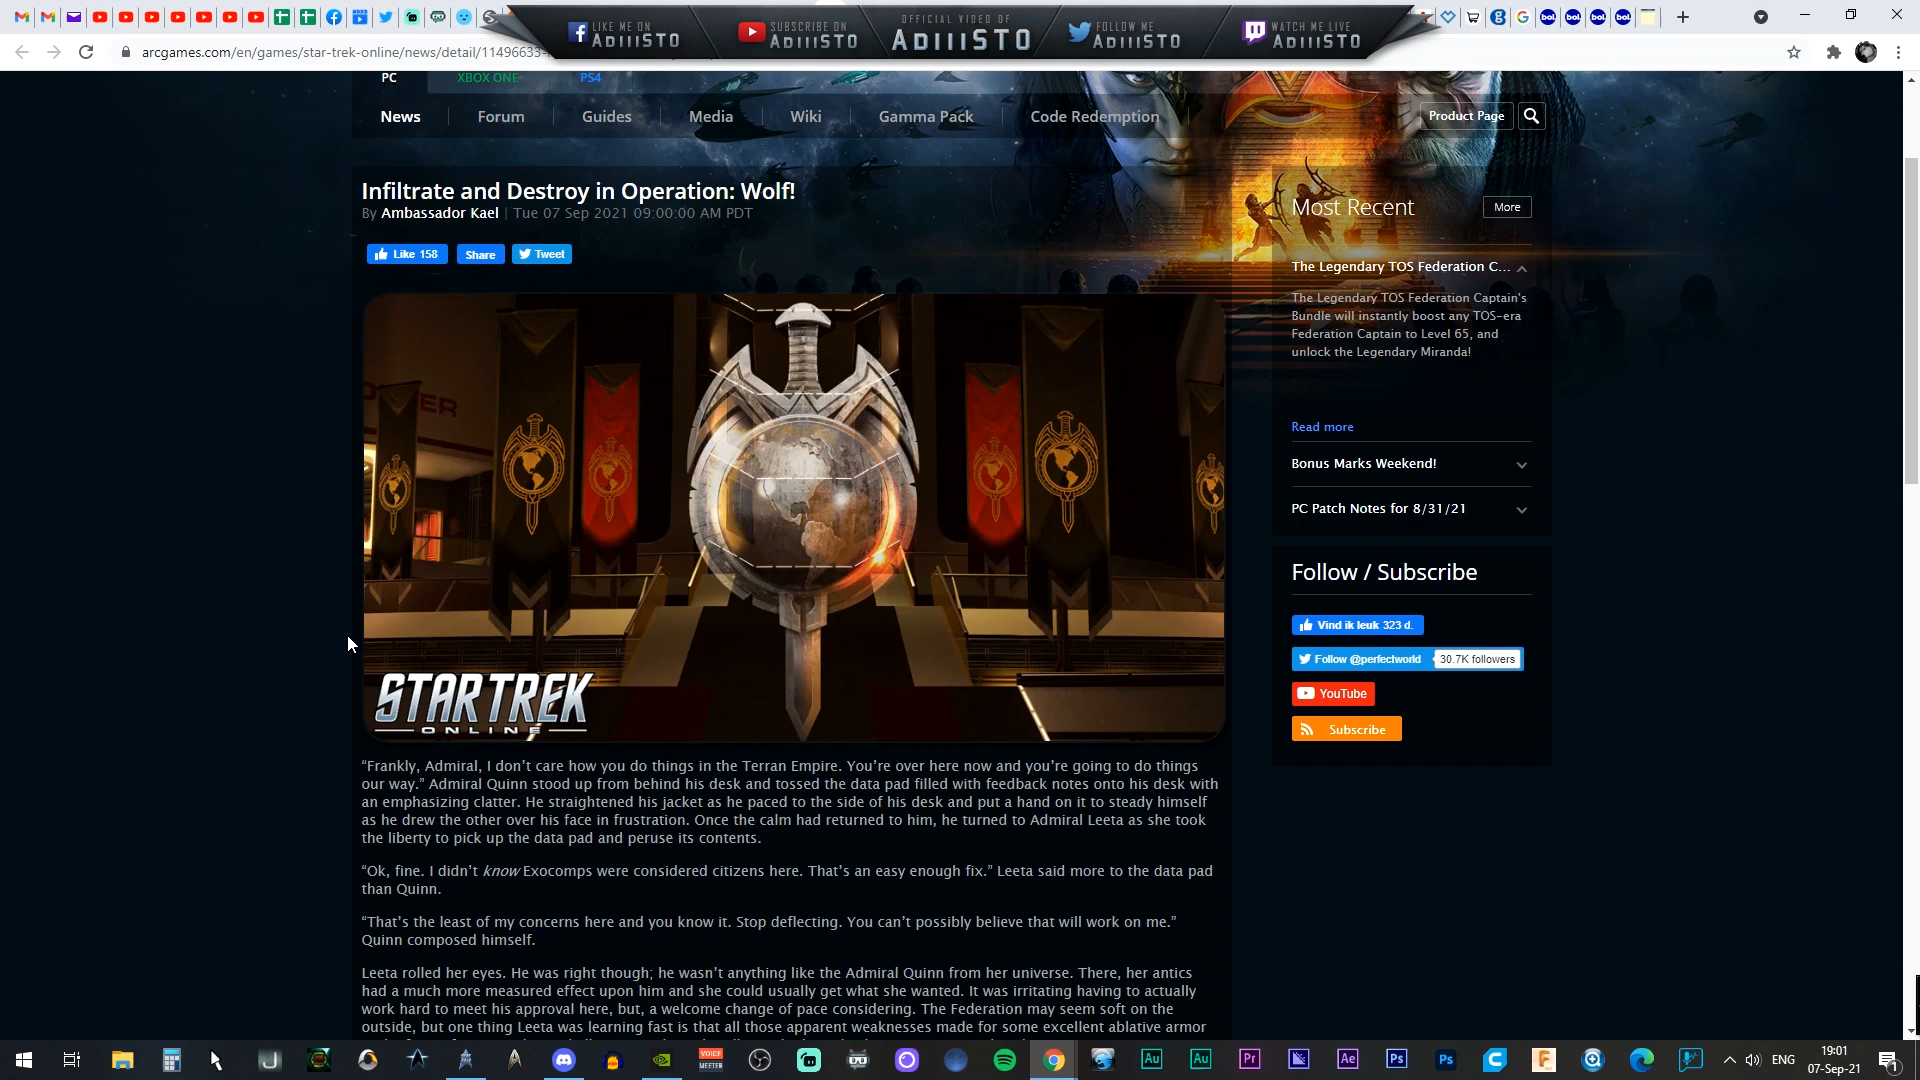 LIKE ME ON
ADIIISTO
SUBSCRIBE ON
ADIIISTO
OFFICIAL VIDEO OF
ADIIISTO
FOLLOW ME
ADIIISTO
WATCH ME LIVE
ADIIISTO
arcgames.com/en/games/star-trek-online/news/detail/11496633-
PC
XBOX ONE
PS4
News
Forum
Guides
Media
Wiki
Gamma Pack
Code Redemption
Product Page
Infiltrate and Destroy in Operation: Wolf!
By Ambassador Kael | Tue 07 Sep 2021 09:00:00 AM PDT
Like 158
Share
Tweet
STAR TREK
ONLINE
“Frankly, Admiral, I don’t care how you do things in the Terran Empire. You’re over here now and you’re going to do things
our way.” Admiral Quinn stood up from behind his desk and tossed the data pad filled with feedback notes onto his desk with
an emphasizing clatter. He straightened his jacket as he paced to the side of his desk and put a hand on it to steady himself
as he drew the other over his face in frustration. Once the calm had returned to him, he turned to Admiral Leeta as she took
the liberty to pick up the data pad and peruse its contents.
“Ok, fine. I didn’t know Exocomps were considered citizens here. That’s an easy enough fix.” Leeta said more to the data pad
than Quinn.
“That’s the least of my concerns here and you know it. Stop deflecting. You can’t possibly believe that will work on me.”
Quinn composed himself.
Leeta rolled her eyes. He was right though; he wasn’t anything like the Admiral Quinn from her universe. There, her antics
had a much more measured effect upon him and she could usually get what she wanted. It was irritating having to actually
work hard to meet his approval here, but, a welcome change of pace considering. The Federation may seem soft on the
outside, but one thing Leeta was learning fast is that all those apparent weaknesses made for some excellent ablative armor
Most Recent
More
The Legendary TOS Federation C...
The Legendary TOS Federation Captain's
Bundle will instantly boost any TOS-era
Federation Captain to Level 65, and
unlock the Legendary Miranda!
Read more
Bonus Marks Weekend!
PC Patch Notes for 8/31/21
Follow / Subscribe
Vind ik leuk 323 d.
Follow @perfectworld
30.7K followers
YouTube
Subscribe
VOICE
MEETER
Au
Au
Pr
Ae
Ps
Ps
ENG
19:01
07-Sep-21
1